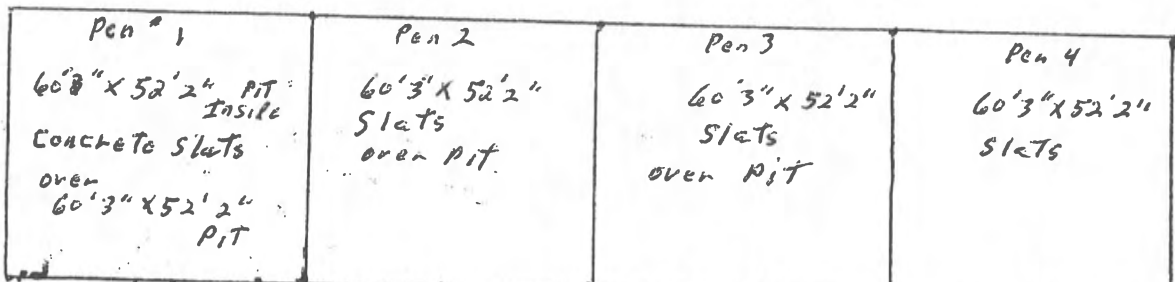 Pen # 1
60'3" X 52'2" PiT
Inside
Concrete Slats
over
60'3" X 52' 2"
PiT
Pen 2
60'3' X 52'2"
Slats
over Pit
Pen 3
60'3" X 52'2"
Slats
over PiT
Pen 4
60'3" X 52'2"
Slats